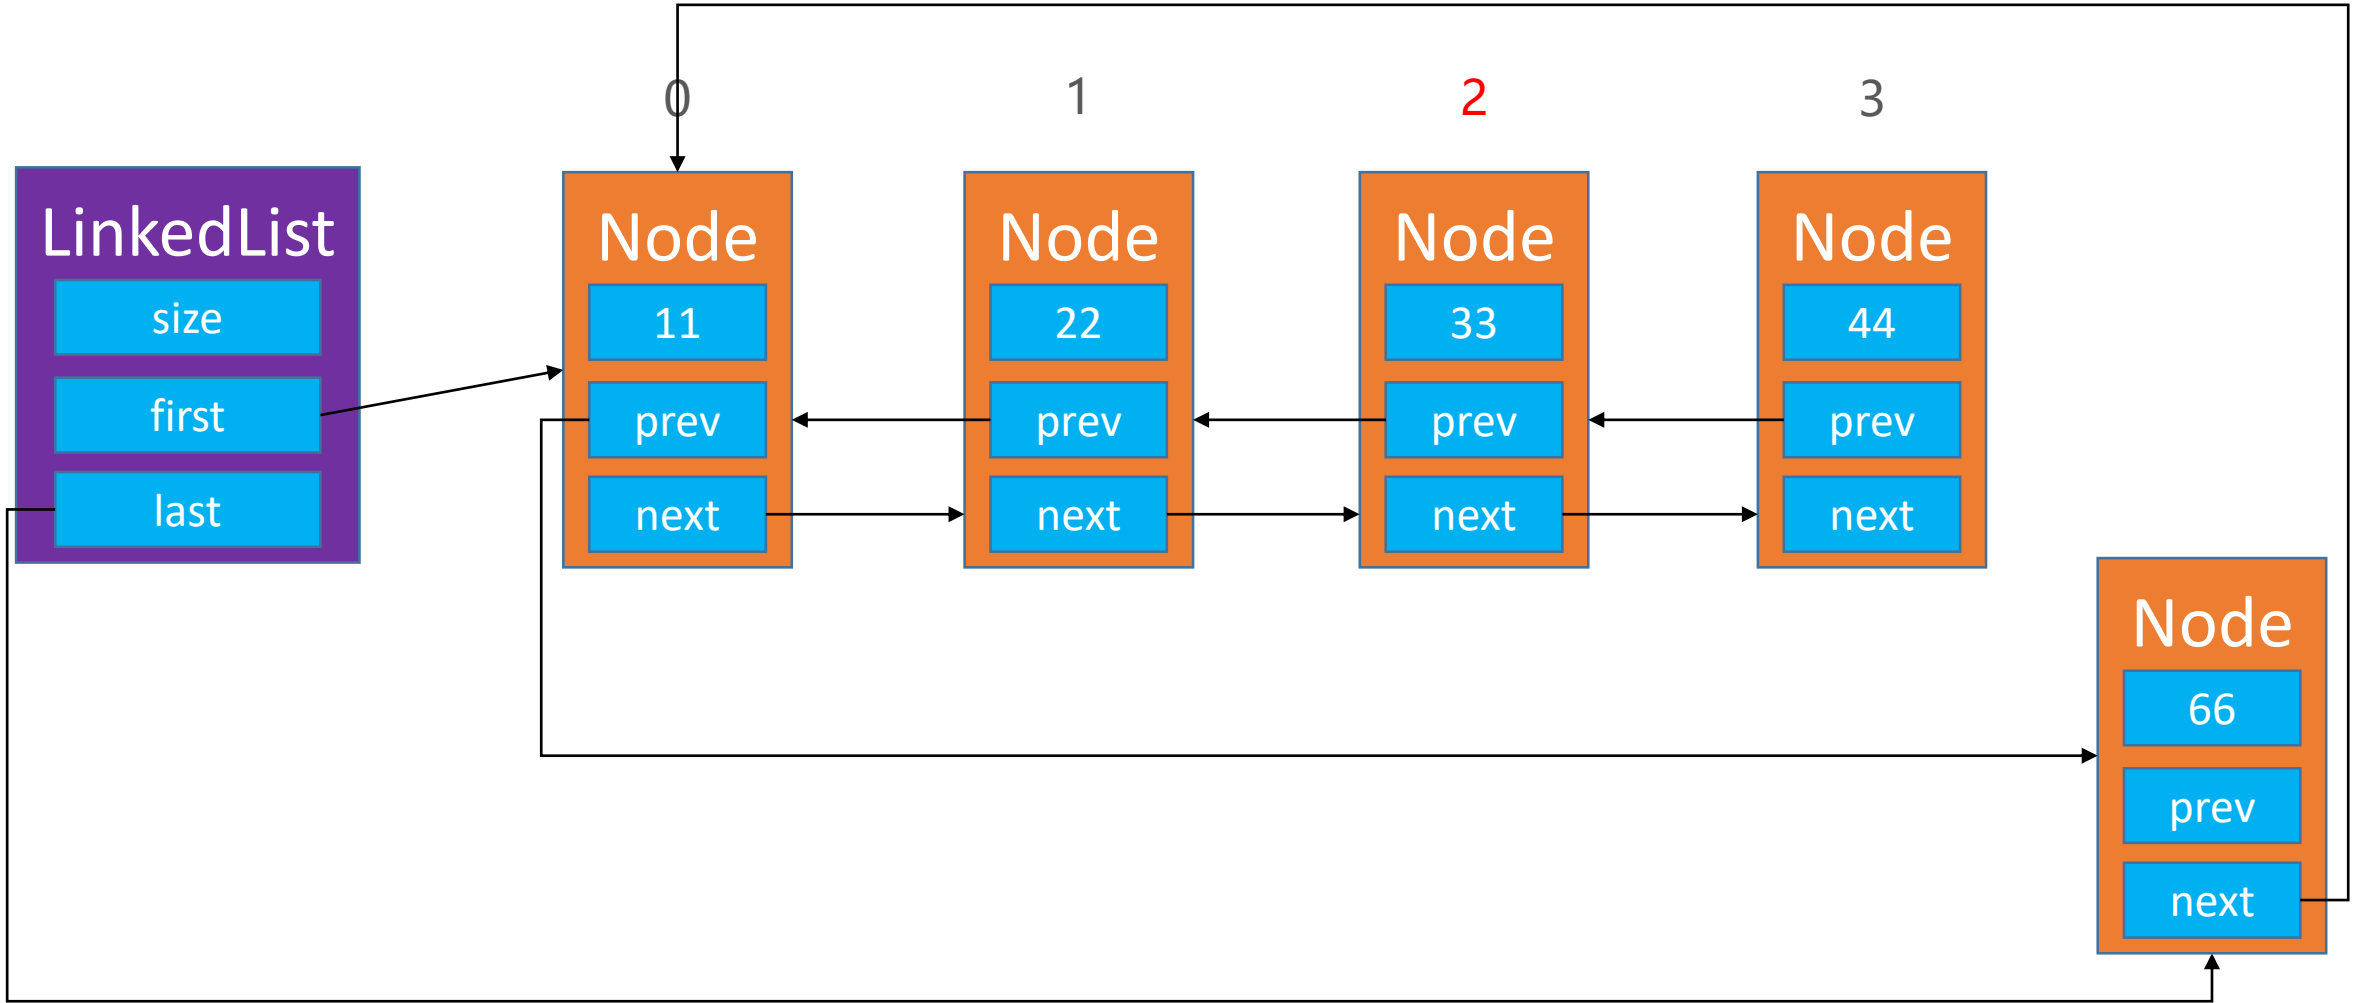 0
1
2
3
LinkedList
size
first
last
Node
11
prev
next
Node
22
prev
next
Node
33
prev
next
Node
44
prev
next
Node
66
prev
next